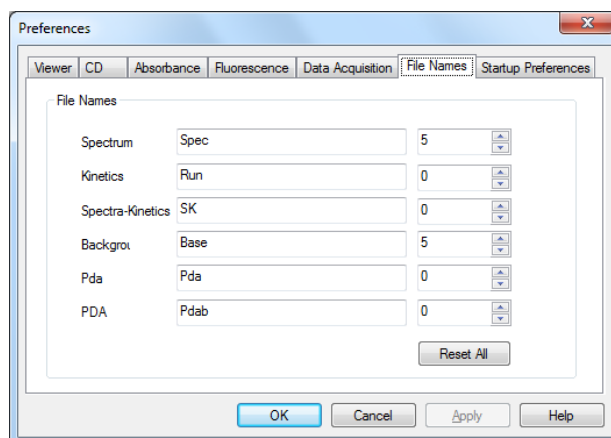 Preferences
Viewer CD Absorbance Fluorescence Data Acquisition File Names Startup Preferences
File Names
Spectrum Spec 5
Kinetics Run 0
Spectra-Kinetics SK 0
Backgrou Base 5
Pda Pda 0
PDA Pdab 0
Reset All
OK Cancel Apply Help